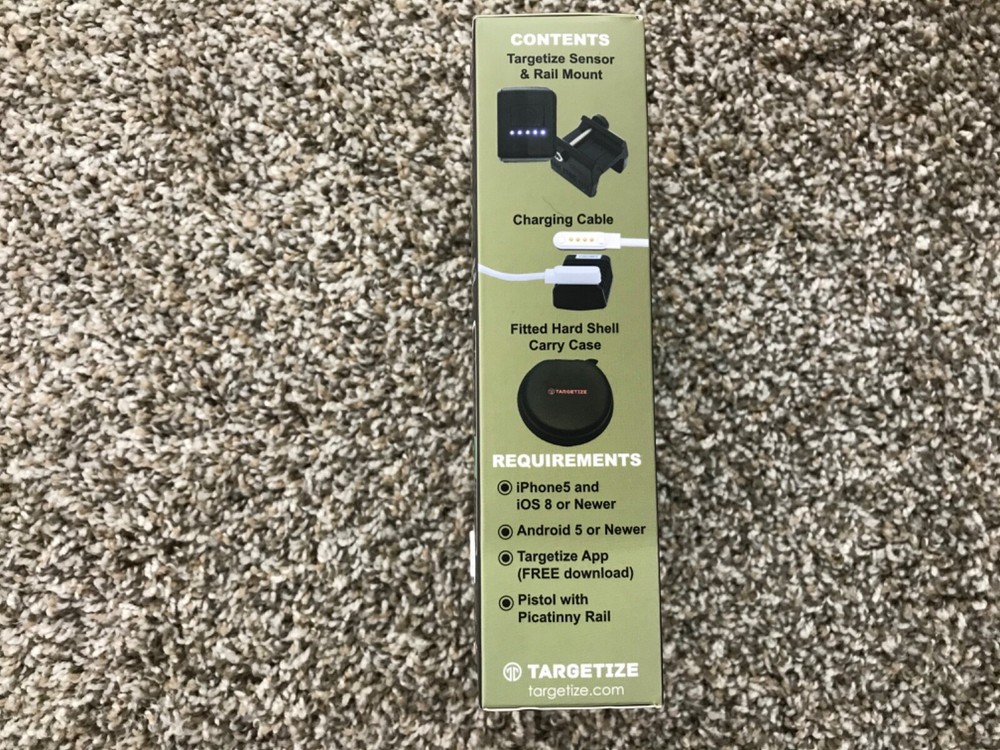 CONTENTS
Targetize Sensor
& Rail Mount
Charging Cable
Fitted Hard Shell
Carry Case
TARGETIZE
REQUIREMENTS
iPhone5 and
iOS 8 or Newer
Android 5 or Newer
Targetize App
(FREE download)
Pistol with
Picatinny Rail
TARGETIZE
targetize.com